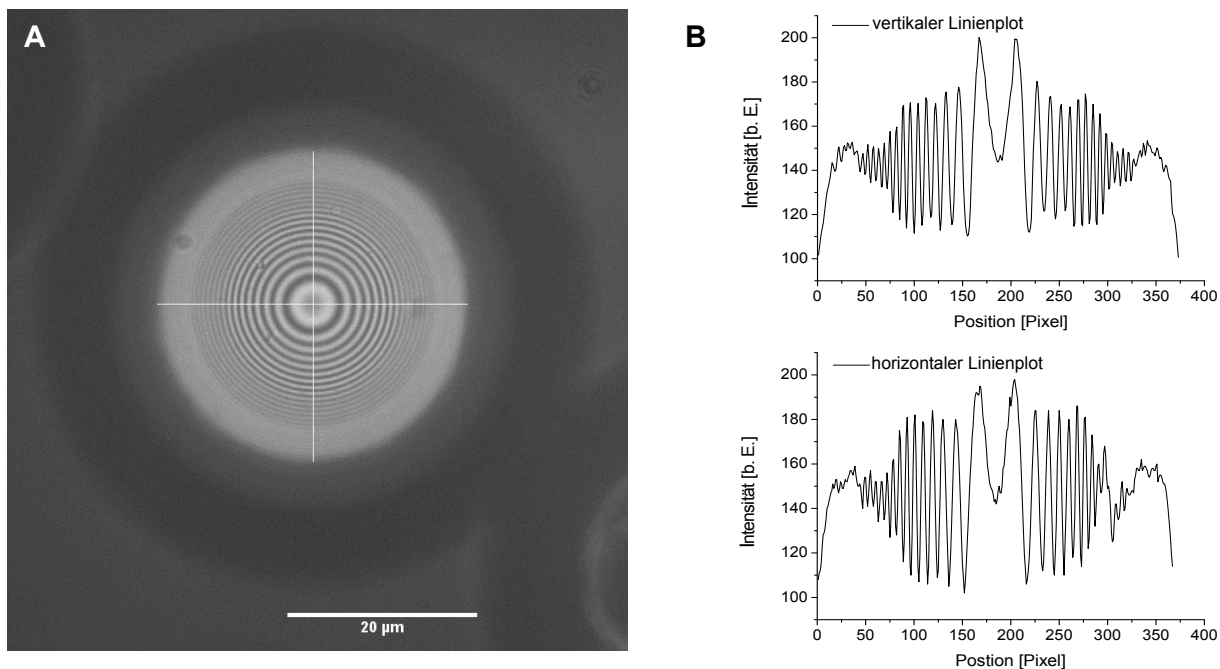 A
20 µm
B
vertikaler Linienplot
200
180
160
140
120
100
Intensität [b. E.]
0 50 100 150 200 250 300 350 400
Position [Pixel]
horizontaler Linienplot
200
180
160
140
120
100
Intensität [b. E.]
0 50 100 150 200 250 300 350 400
Postion [Pixel]